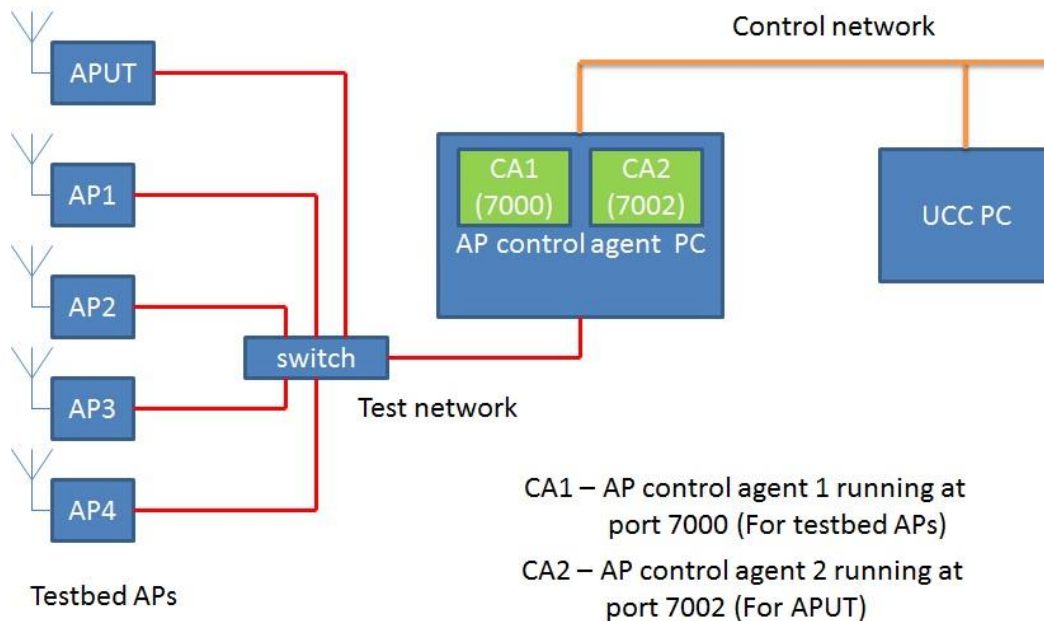 Control network
APUT
AP1
AP2
AP3
AP4
switch
Test network
CA1
(7000)
CA2
(7002)
AP control agent PC
UCC PC
CA1 – AP control agent 1 running at
port 7000 (For testbed APs)
CA2 – AP control agent 2 running at
port 7002 (For APUT)
Testbed APs